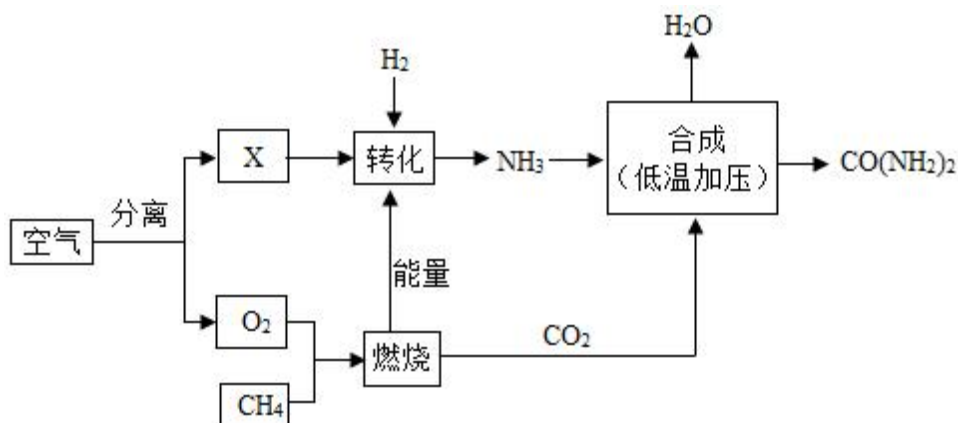 H₂O
H₂
X
转化
NH₃
合成
（低温加压）
CO(NH₂)₂
分离
空气
能量
O₂
燃烧
CO₂
CH₄